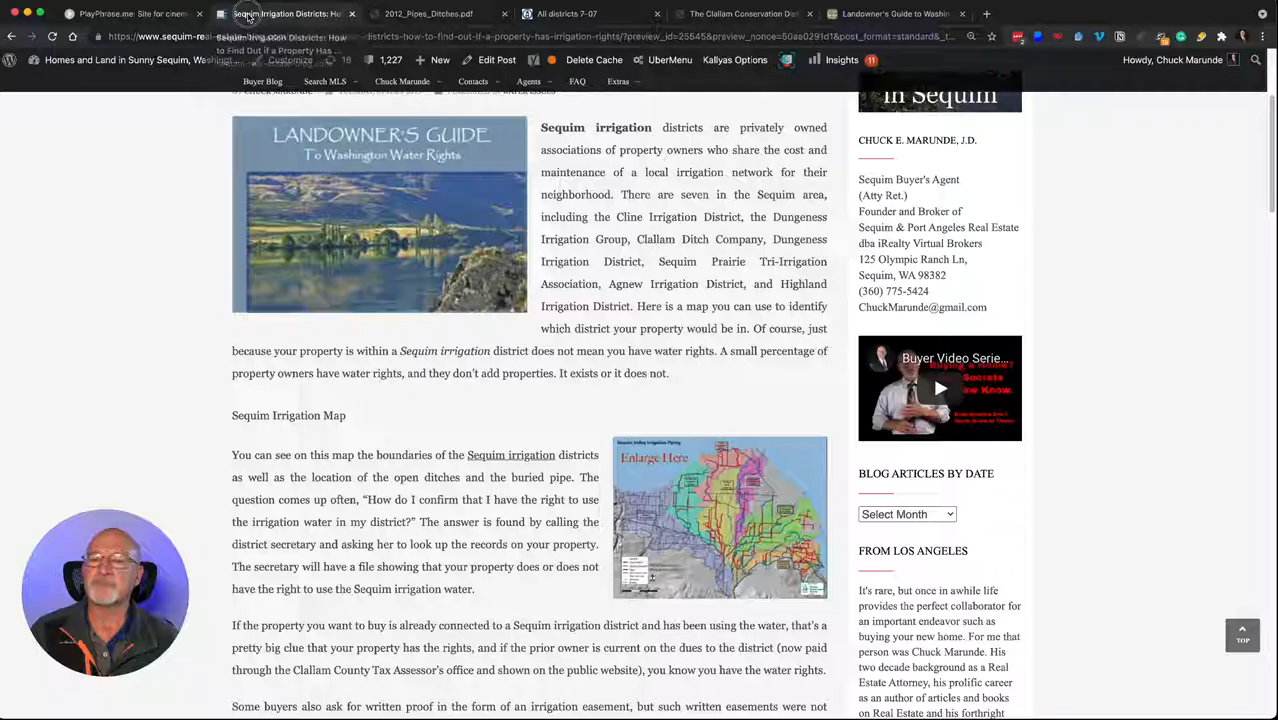 PlayPhrase.me: Site for cinem
Sequim Irrigation Districts: Ho
2012_Pipes_Ditches.pdf
All districts 7-07
The Clallam Conservation Dist
Landowner's Guide to Washin
https://www.sequim-re
districts-how-to-find-out-if-a-property-has-irrigation-rights/?preview_id=25545&preview_nonce=50ea0291d1&post_format=standard&_
Sequim Irrigation Districts: How
to Find Out if a Property Has ...
Homes and Land in Sunny Sequim, Washingt
Customize
18
1,227
New
Edit Post
Delete Cache
UberMenu
Kallyas Options
Insights
11
Howdy, Chuck Marunde
Buyer Blog
Search MLS
Chuck Marunde
Contacts
Agents
FAQ
Extras
BY CHUCK MARUNDE
LANDOWNER'S GUIDE
To Washington Water Rights
Sequim irrigation districts are privately owned
associations of property owners who share the cost and
maintenance of a local irrigation network for their
neighborhood. There are seven in the Sequim area,
including the Cline Irrigation District, the Dungeness
Irrigation Group, Clallam Ditch Company, Dungeness
Irrigation District, Sequim Prairie Tri-Irrigation
Association, Agnew Irrigation District, and Highland
Irrigation District. Here is a map you can use to identify
which district your property would be in. Of course, just
because your property is within a Sequim irrigation district does not mean you have water rights. A small percentage of
property owners have water rights, and they don't add properties. It exists or it does not.
Sequim Irrigation Map
You can see on this map the boundaries of the Sequim irrigation districts
as well as the location of the open ditches and the buried pipe. The
question comes up often, "How do I confirm that I have the right to use
the irrigation water in my district?" The answer is found by calling the
district secretary and asking her to look up the records on your property.
The secretary will have a file showing that your property does or does not
have the right to use the Sequim irrigation water.
Sequim Valley Irrigation Piping
Enlarge Here
If the property you want to buy is already connected to a Sequim irrigation district and has been using the water, that's a
pretty big clue that your property has the rights, and if the prior owner is current on the dues to the district (now paid
through the Clallam County Tax Assessor's office and shown on the public website), you know you have the water rights.
Some buyers also ask for written proof in the form of an irrigation easement, but such written easements were not
in Sequim
CHUCK E. MARUNDE, J.D.
Sequim Buyer's Agent
(Atty Ret.)
Founder and Broker of
Sequim & Port Angeles Real Estate
dba iRealty Virtual Brokers
125 Olympic Ranch Ln,
Sequim, WA 98382
(360) 775-5424
ChuckMarunde@gmail.com
Buyer Video Serie...
BLOG ARTICLES BY DATE
Select Month
FROM LOS ANGELES
It's rare, but once in awhile life
provides the perfect collaborator for
an important endeavor such as
buying your new home. For me that
person was Chuck Marunde. His
two decade background as a Real
Estate Attorney, his prolific career
as an author of articles and books
on Real Estate and his forthright
TOP